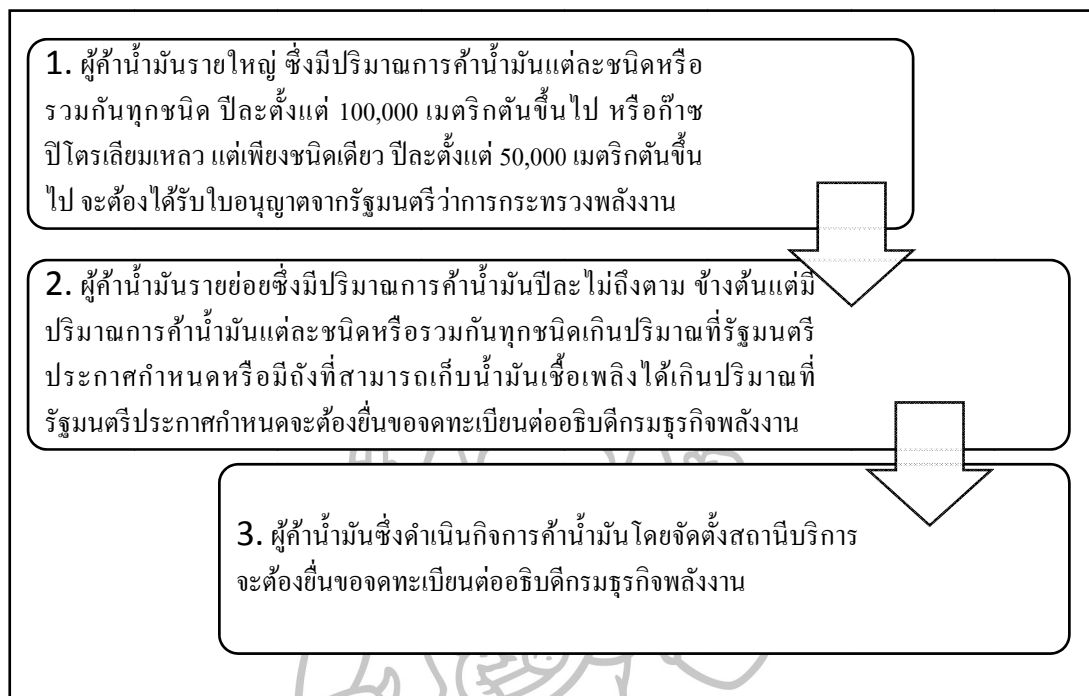 1. ผู้ค้าน้ำมันรายใหญ่ ซึ่งมีปริมาณการค้าน้ำมันแต่ละชนิดหรือ
รวมกันทุกชนิด ปีละตั้งแต่ 100,000 เมตริกตันขึ้นไป หรือก๊าซ
ปิโตรเลียมเหลว แต่เพียงชนิดเดียว ปีละตั้งแต่ 50,000 เมตริกตันขึ้น
ไป จะต้องได้รับใบอนุญาตจากรัฐมนตรีว่าการกระทรวงพลังงาน
2. ผู้ค้าน้ำมันรายย่อยซึ่งมีปริมาณการค้าน้ำมันปีละไม่ถึงตาม ข้างต้นแต่มี
ปริมาณการค้าน้ำมันแต่ละชนิดหรือรวมกันทุกชนิดเกินปริมาณที่รัฐมนตรี
ประกาศกำหนดหรือมีถังที่สามารถเก็บน้ำมันเชื้อเพลิงได้เกินปริมาณที่
รัฐมนตรีประกาศกำหนดจะต้องยื่นขอจดทะเบียนต่ออธิบดีกรมธุรกิจพลังงาน
3. ผู้ค้าน้ำมันซึ่งดำเนินกิจการค้าน้ำมันโดยจัดตั้งสถานีบริการ
จะต้องยื่นขอจดทะเบียนต่ออธิบดีกรมธุรกิจพลังงาน